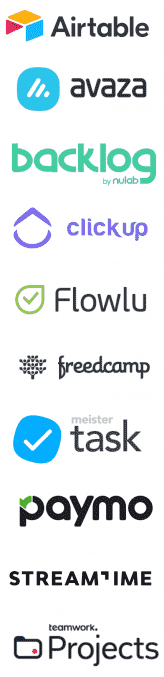 Airtable
avaza
backlog
by nulab
clickup
Flowlu
freedcamp
meister
task
paymo
STREAMTIME
teamwork.
Projects